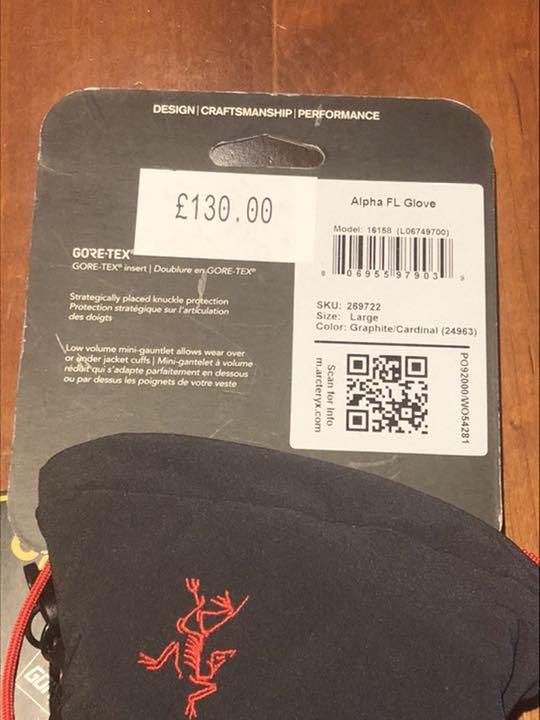 DESIGN | CRAFTSMANSHIP | PERFORMANCE
£130.00
GORE-TEX®
GORE-TEX® insert | Doublure en GORE-TEX®
Strategically placed knuckle protection
Protection stratégique sur l'articulation
des doigts
Low volume mini-gauntlet allows wear over
or under jacket cuffs | Mini-gantelet à volume
réduit qui s'adapte parfaitement en dessous
ou par dessus les poignets de votre veste
Alpha FL Glove
Model: 16158 (L06749700)
8 06955 97903 9
SKU: 269722
Size: Large
Color: Graphite/Cardinal (24963)
Scan for Info
m.arcteryx.com
PO92000/WO54281